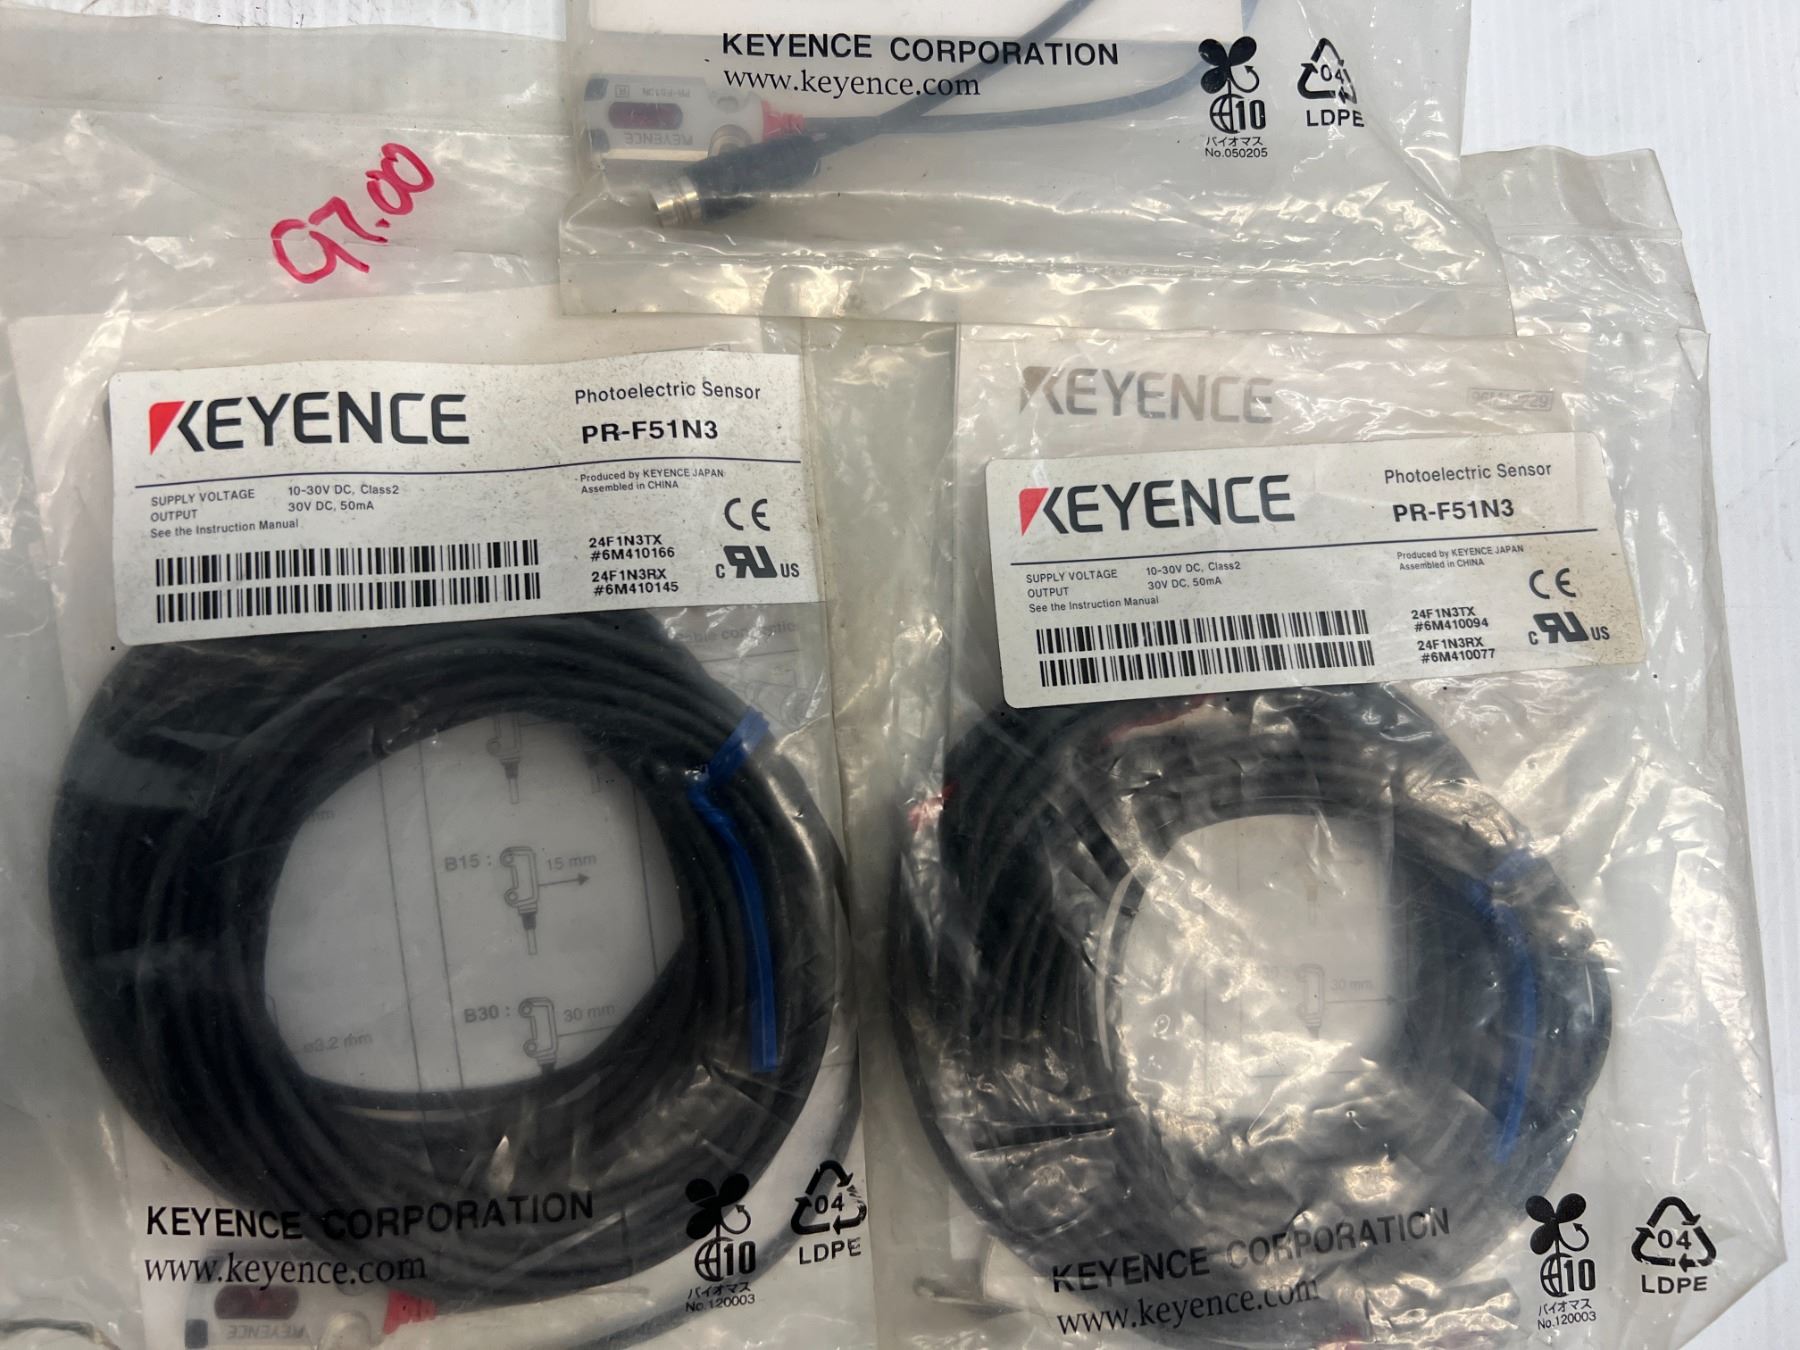 KEYENCE CORPORATION
www.keyence.com
10
バイオマス
No.050205
04
LDPE
KEYENCE
97.00
KEYENCE
Photoelectric Sensor
PR-F51N3
SUPPLY VOLTAGE 10-30V DC, Class2
OUTPUT 30V DC, 50mA
See the Instruction Manual
Produced by KEYENCE JAPAN
Assembled in CHINA
CE
24F1N3TX
#6M410166
24F1N3RX
#6M410145
C US
KEYENCE
KEYENCE
Photoelectric Sensor
PR-F51N3
SUPPLY VOLTAGE 10-30V DC, Class2
OUTPUT 30V DC, 50mA
See the Instruction Manual
Produced by KEYENCE JAPAN
Assembled in CHINA
CE
24F1N3TX
#6M410094
24F1N3RX
#6M410077
C US
B15 : 15 mm
B30 : 30 mm
ø3.2 mm
30 mm
KEYENCE CORPORATION
www.keyence.com
10
バイオマス
No.120003
04
LDPE
KEYENCE
KEYENCE CORPORATION
www.keyence.com
10
バイオマス
No.120003
04
LDPE